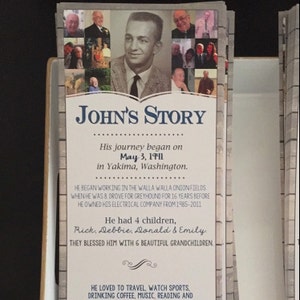 JOHN'S STORY
His journey began on
May 3, 1911
in Yakima, Washington.
HE BEGAN WORKING IN THE WALLA WALLA ONIONFIELDS
WHEN HE WAS 8, DROVE FOR GREYHOUND FOR 16 YEARS BEFORE
HE OWNED HIS ELECTRICAL COMPANY FROM 1985-2011
He had 4 children,
Rick, Debbie, Donald & Emily.
THEY BLESSED HIM WITH 6 BEAUTIFUL GRANDCHILDREN.
HE LOVED TO TRAVEL, WATCH SPORTS,
DRINKING COFFEE, MUSIC, READING AND